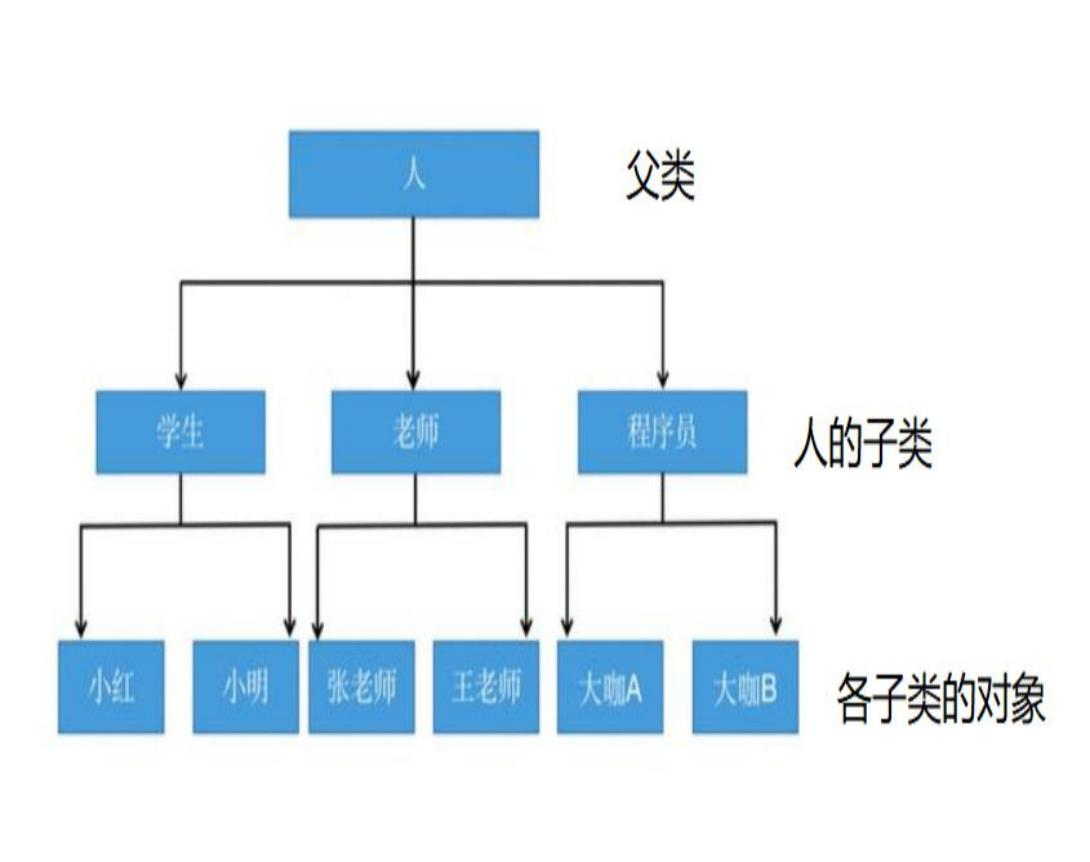 人
父类
学生
老师
程序员
人的子类
小红
小明
张老师
王老师
大咖A
大咖B
各子类的对象